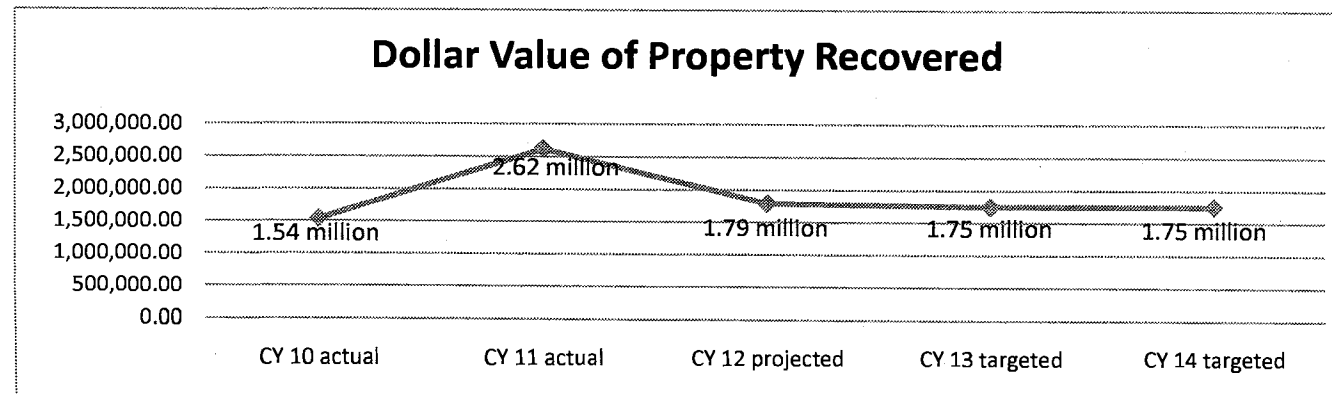 Dollar Value of Property Recovered
3,000,000.00
2,500,000.00
2,000,000.00
1,500,000.00
1,000,000.00
500,000.00
0.00
1.54 million
2.62 million
1.79 million
1.75 million
1.75 million
CY 10 actual
CY 11 actual
CY 12 projected
CY 13 targeted
CY 14 targeted